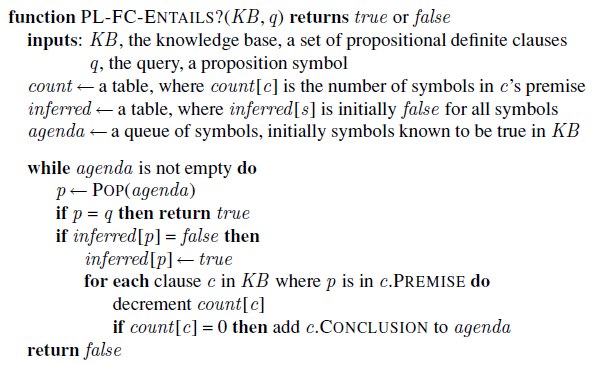 function PL-FC-ENTAILS?(KB, q) returns true or false
inputs: KB, the knowledge base, a set of propositional definite clauses
q, the query, a proposition symbol
count ← a table, where count[c] is the number of symbols in c's premise
inferred ← a table, where inferred[s] is initially false for all symbols
agenda ← a queue of symbols, initially symbols known to be true in KB
while agenda is not empty do
p ← POP(agenda)
if p = q then return true
if inferred[p] = false then
inferred[p] ← true
for each clause c in KB where p is in c.PREMISE do
decrement count[c]
if count[c] = 0 then add c.CONCLUSION to agenda
return false